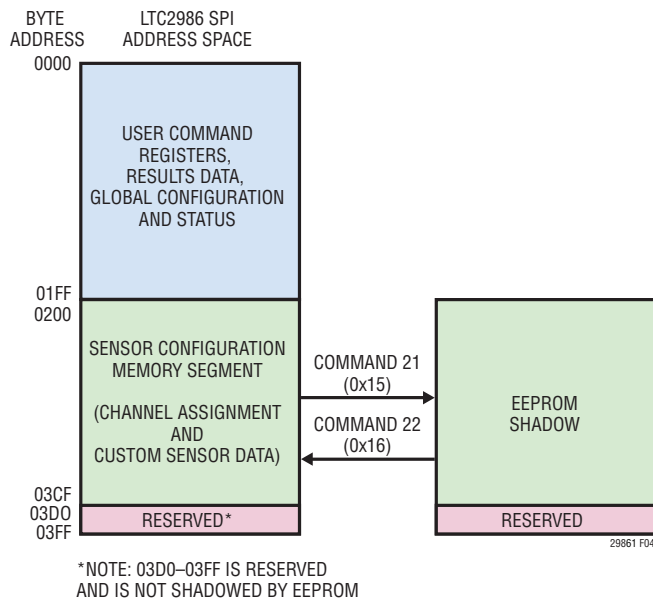 BYTE
ADDRESS
LTC2986 SPI
ADDRESS SPACE
0000
USER COMMAND
REGISTERS,
RESULTS DATA,
GLOBAL CONFIGURATION
AND STATUS
01FF
0200
SENSOR CONFIGURATION
MEMORY SEGMENT
(CHANNEL ASSIGNMENT
AND
CUSTOM SENSOR DATA)
COMMAND 21
(0x15)
COMMAND 22
(0x16)
EEPROM
SHADOW
03CF
03D0
03FF
RESERVED*
RESERVED
29861 F04
*NOTE: 03D0–03FF IS RESERVED
AND IS NOT SHADOWED BY EEPROM